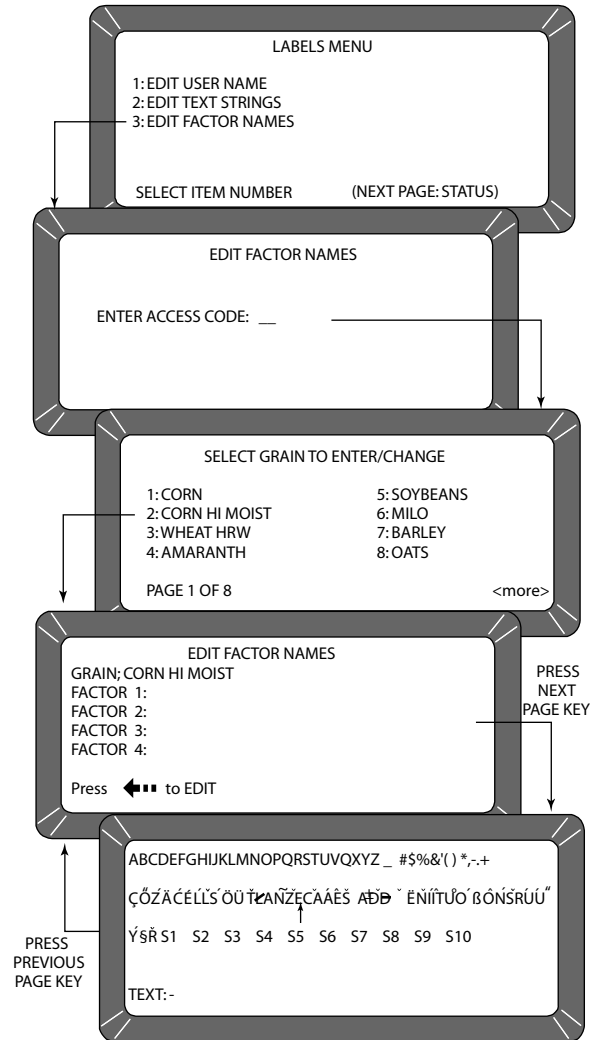 LABELS MENU
1: EDIT USER NAME
2: EDIT TEXT STRINGS
3: EDIT FACTOR NAMES
SELECT ITEM NUMBER (NEXT PAGE: STATUS)
EDIT FACTOR NAMES
ENTER ACCESS CODE: __
SELECT GRAIN TO ENTER/CHANGE
1: CORN 5: SOYBEANS
2: CORN HI MOIST 6: MILO
3: WHEAT HRW 7: BARLEY
4: AMARANTH 8: OATS
PAGE 1 OF 8 <more>
EDIT FACTOR NAMES
GRAIN; CORN HI MOIST
FACTOR 1:
FACTOR 2:
FACTOR 3:
FACTOR 4:
Press to EDIT
PRESS
NEXT
PAGE KEY
ABCDEFGHIJKLMNOPQRSTUVQXYZ _ #$%&'( ) *,-.+
Ý§Ř S1 S2 S3 S4 S5 S6 S7 S8 S9 S10
TEXT: -
PRESS
PREVIOUS
PAGE KEY